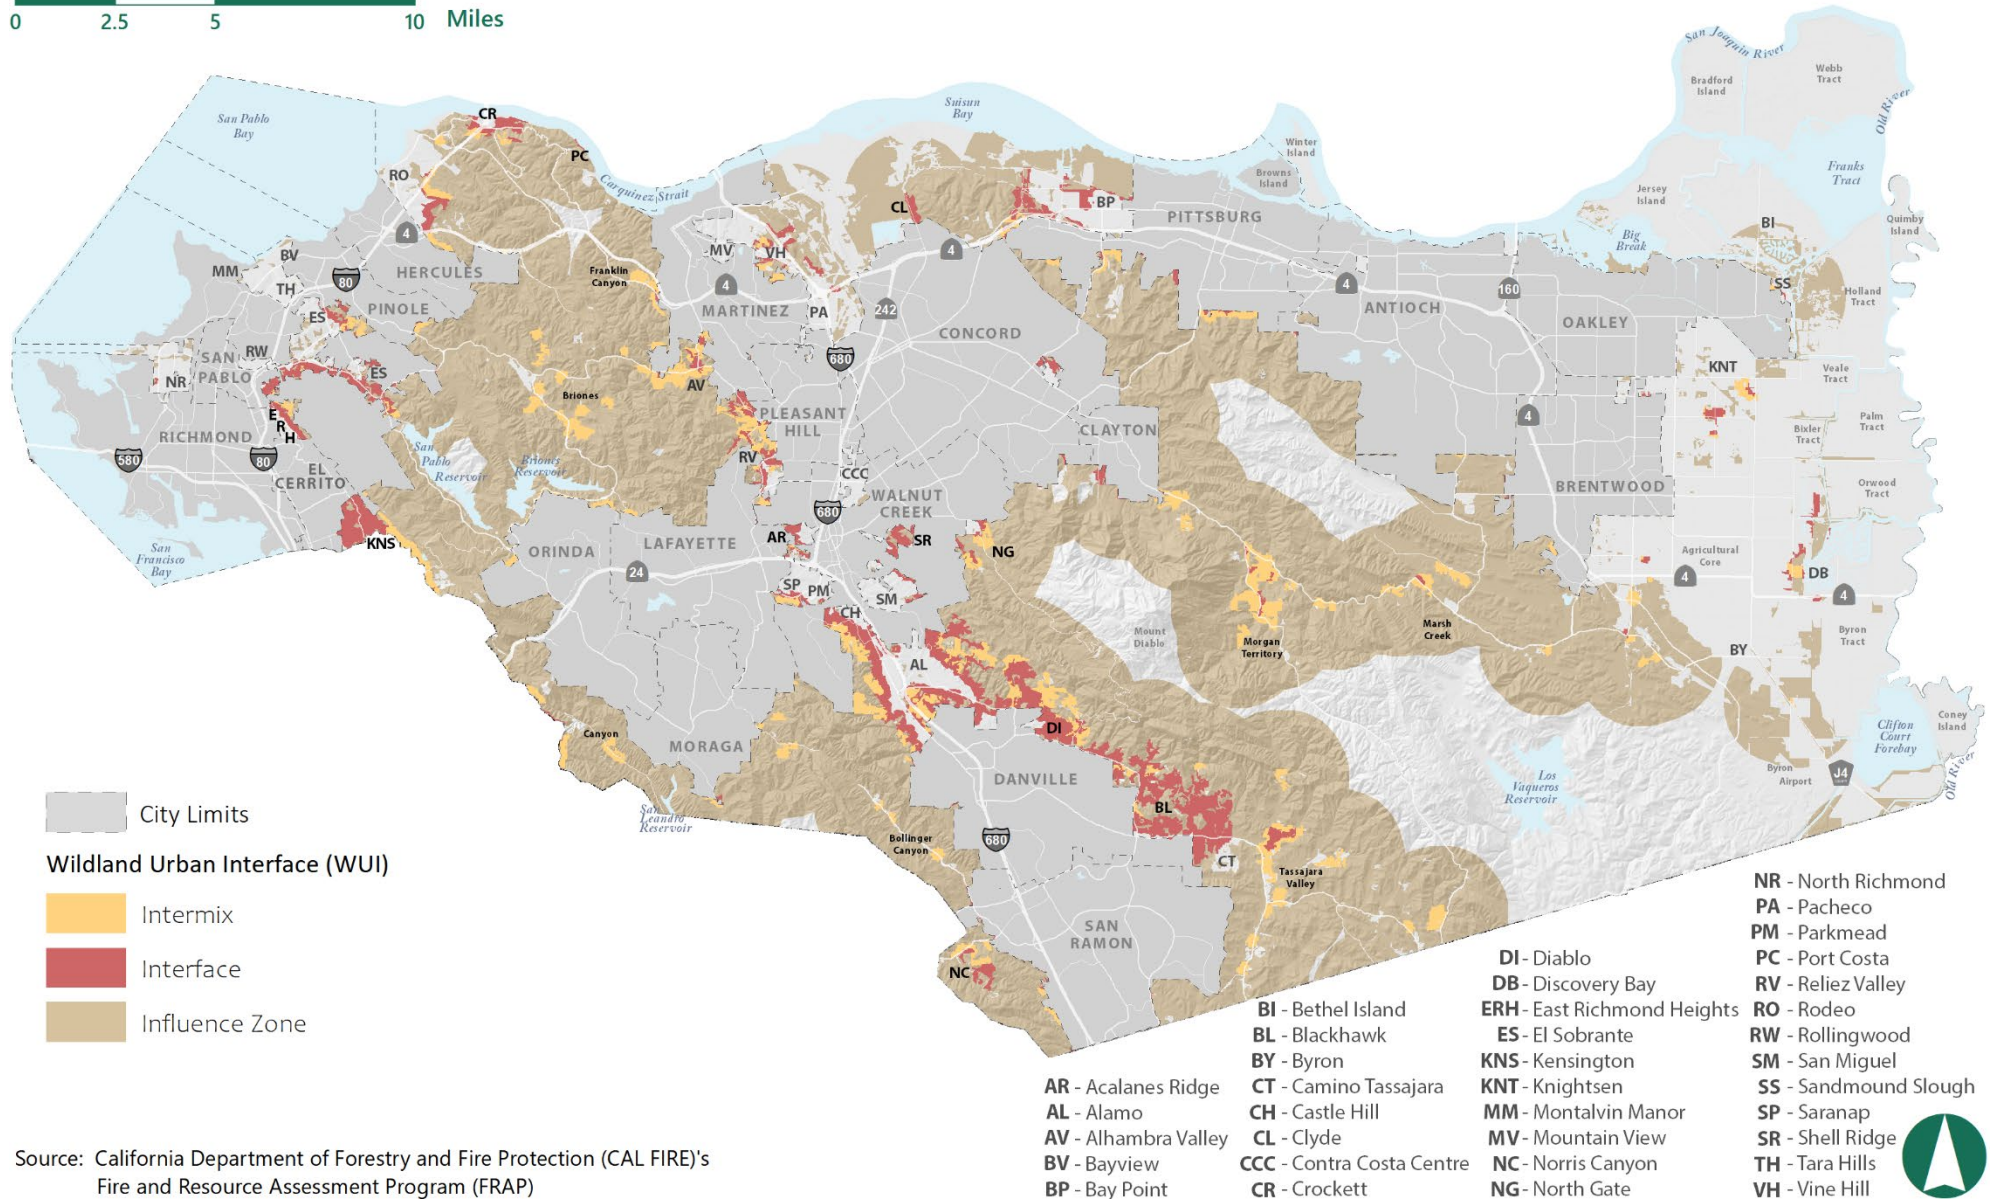 0 2.5 5 10 Miles
San Joaquin River
Webb
Tract
Bradford
Island
Old River
San Pablo
Bay
CR
Suisun
Bay
PC
Winter
Island
Franks
Tract
RO
Carquinez Strait
Browns
Island
Jersey
Island
CL
BP
PITTSBURG
BI
Quimby
Island
4
MV
VH
4
Big
Break
BV
MM
HERCULES
Franklin
Canyon
80
TH
4
4
160
SS
Holland
Tract
ES
PINOLE
MARTINEZ
PA
242
CONCORD
ANTIOCH
OAKLEY
RW
SAN
PABLO
680
KNT
Veale
Tract
NR
ES
AV
Briones
E
R
H
PLEASANT
HILL
CLAYTON
4
Palm
Tract
Bixler
Tract
RICHMOND
580
80
San
Pablo
Reservoir
Briones
Reservoir
RV
EL
CERRITO
CCC
WALNUT
CREEK
BRENTWOOD
Orwood
Tract
680
KNS
San
Francisco
Bay
ORINDA
LAFAYETTE
AR
SR
NG
Agricultural
Core
24
4
DB
4
SP
PM
SM
CH
Mount
Diablo
Morgan
Territory
Marsh
Creek
Byron
Tract
BY
AL
Canyon
MORAGA
DI
Clifton
Court
Forebay
Coney
Island
DANVILLE
Byron
Airport
J4
Old River
Los
Vaqueros
Reservoir
San
Leandro
Reservoir
BL
680
Bollinger
Canyon
CT
Tassajara
Valley
SAN
RAMON
NC
City Limits
Wildland Urban Interface (WUI)
Intermix
Interface
Influence Zone
AR - Acalanes Ridge
AL - Alamo
AV - Alhambra Valley
BV - Bayview
BP - Bay Point
BI - Bethel Island
BL - Blackhawk
BY - Byron
CT - Camino Tassajara
CH - Castle Hill
CL - Clyde
CCC - Contra Costa Centre
CR - Crockett
DI - Diablo
DB - Discovery Bay
ERH - East Richmond Heights
ES - El Sobrante
KNS - Kensington
KNT - Knightsen
MM - Montalvin Manor
MV - Mountain View
NC - Norris Canyon
NG - North Gate
NR - North Richmond
PA - Pacheco
PM - Parkmead
PC - Port Costa
RV - Reliez Valley
RO - Rodeo
RW - Rollingwood
SM - San Miguel
SS - Sandmound Slough
SP - Saranap
SR - Shell Ridge
TH - Tara Hills
VH - Vine Hill
Source: California Department of Forestry and Fire Protection (CAL FIRE)'s
Fire and Resource Assessment Program (FRAP)